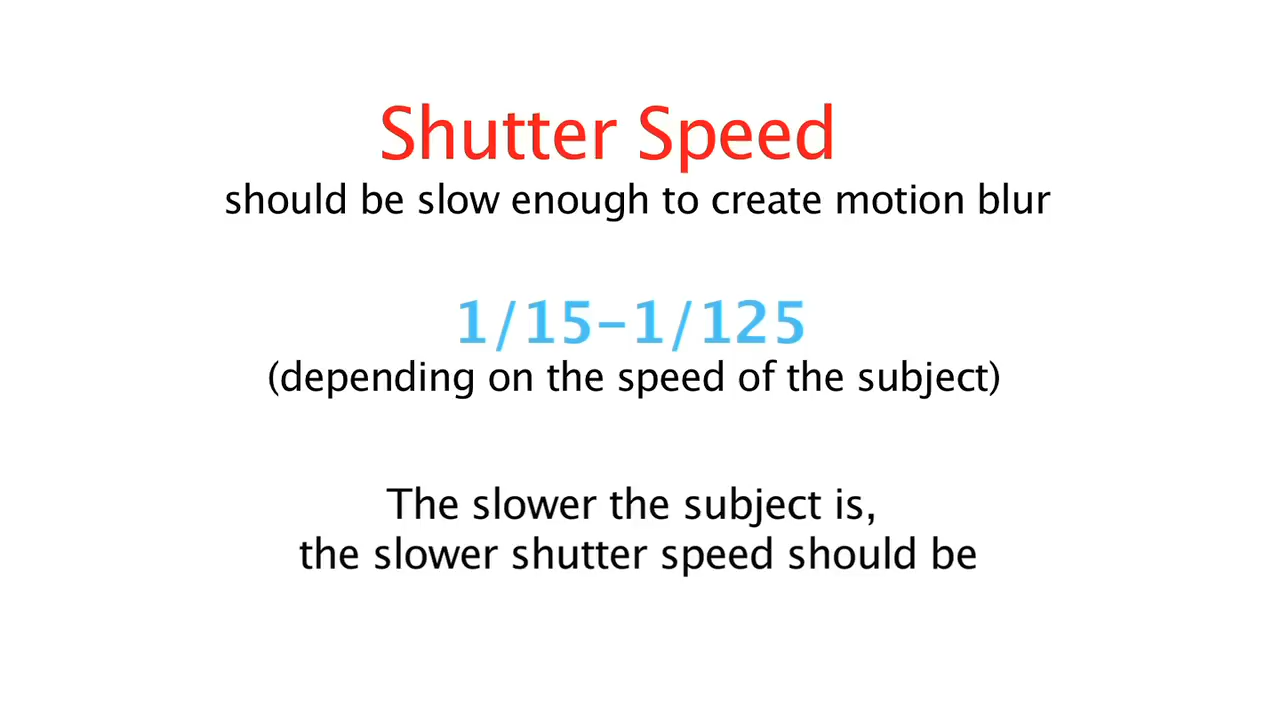 Shutter Speed
should be slow enough to create motion blur
1/15-1/125
(depending on the speed of the subject)
The slower the subject is,
the slower shutter speed should be